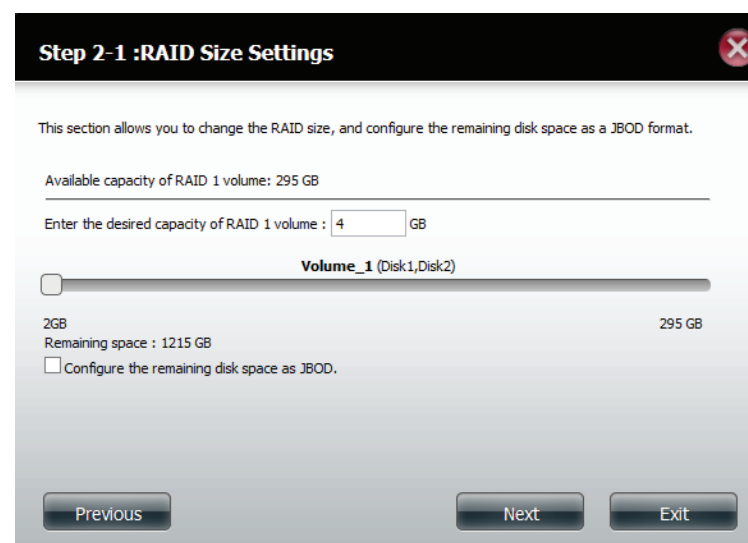 Step 2-1 :RAID Size Settings
This section allows you to change the RAID size, and configure the remaining disk space as a JBOD format.
Available capacity of RAID 1 volume: 295 GB
Enter the desired capacity of RAID 1 volume : 4 GB
Volume_1 (Disk1,Disk2)
2GB 295 GB
Remaining space : 1215 GB
Configure the remaining disk space as JBOD.
Previous Next Exit